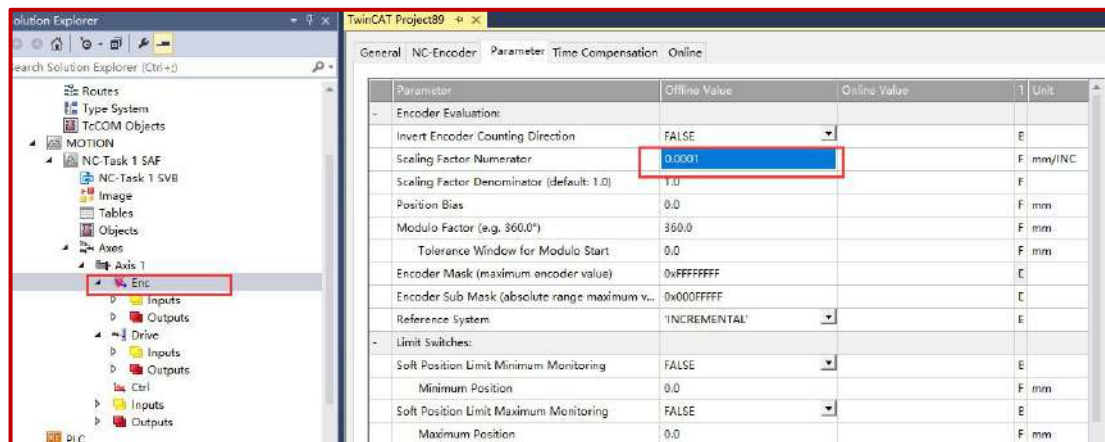 olution Explorer
TwinCAT Project89
earch Solution Explorer (Ctrl+;)
Routes
Type System
TcCOM Objects
MOTION
NC-Task 1 SAF
NC-Task 1 SVB
Image
Tables
Objects
Axes
Axis 1
Enc
Inputs
Outputs
Drive
Inputs
Outputs
Ctrl
Inputs
Outputs
PLC
General NC-Encoder Parameter Time Compensation Online
Parameter Offline Value Online Value T Unit
- Encoder Evaluation:
Invert Encoder Counting Direction FALSE B
Scaling Factor Numerator 0.0001 F mm/INC
Scaling Factor Denominator (default: 1.0) 1.0 F
Position Bias 0.0 F mm
Modulo Factor (e.g. 360.0°) 360.0 F mm
Tolerance Window for Modulo Start 0.0 F mm
Encoder Mask (maximum encoder value) 0xFFFFFFFF D
Encoder Sub Mask (absolute range maximum v... 0x000FFFFF D
Reference System 'INCREMENTAL' E
- Limit Switches:
Soft Position Limit Minimum Monitoring FALSE B
Minimum Position 0.0 F mm
Soft Position Limit Maximum Monitoring FALSE B
Maximum Position 0.0 F mm